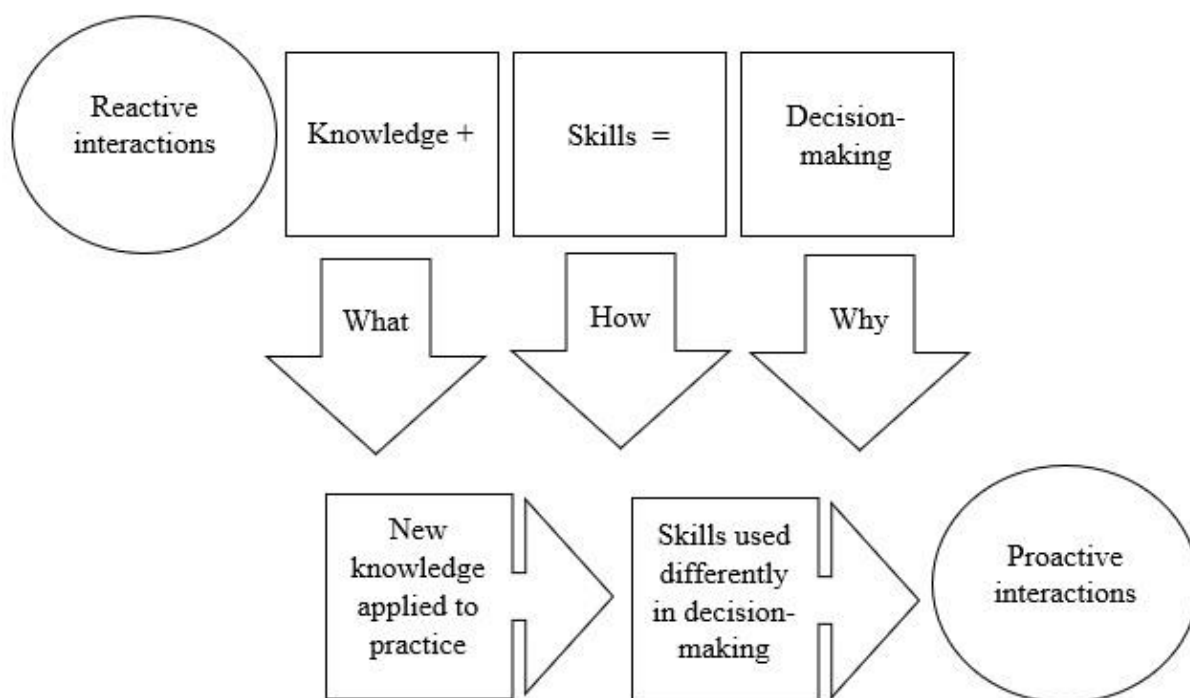 Reactive
interactions
Knowledge +
Skills =
Decision-
making
What
How
Why
New
knowledge
applied to
practice
Skills used
differently
in decision-
making
Proactive
interactions